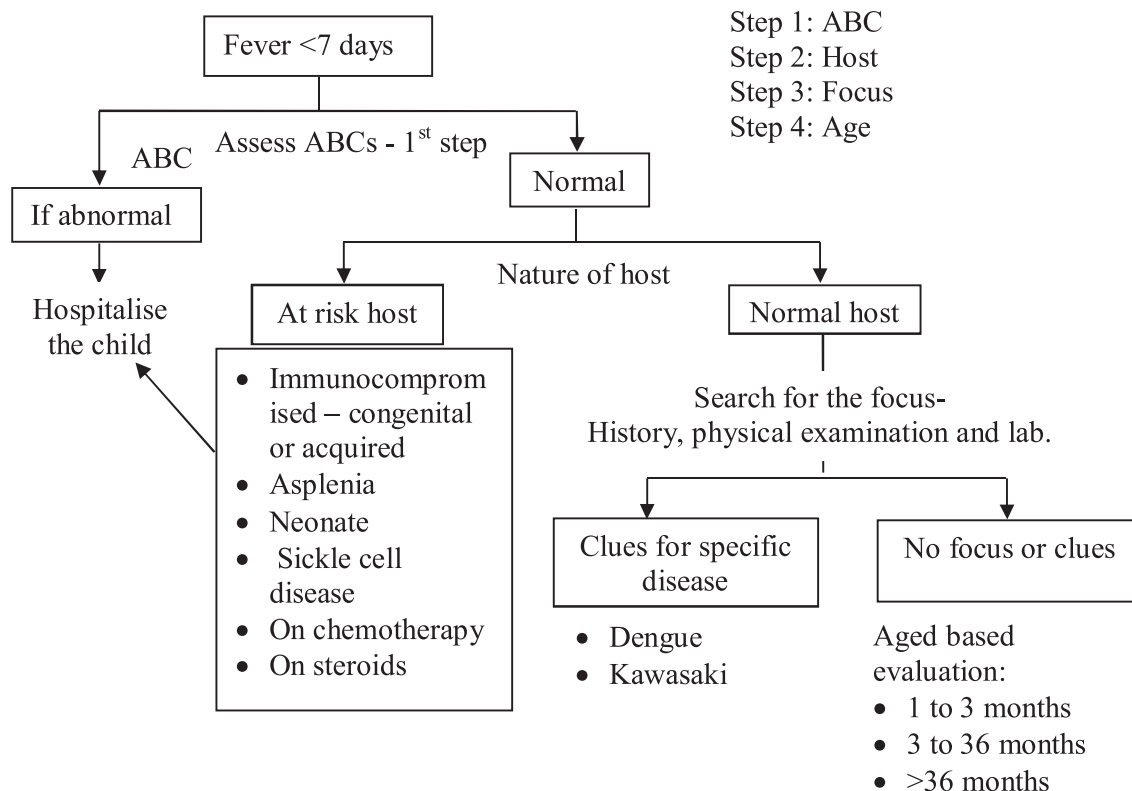 Fever <7 days
Step 1: ABC
Step 2: Host
Step 3: Focus
Step 4: Age
Assess ABCs - 1st step
ABC
If abnormal
Normal
Hospitalise
the child
Nature of host
At risk host
Normal host
• Immunocomprom
ised – congenital
or acquired
• Asplenia
• Neonate
• Sickle cell
disease
• On chemotherapy
• On steroids
Search for the focus-
History, physical examination and lab.
Clues for specific
disease
• Dengue
• Kawasaki
No focus or clues
Aged based
evaluation:
• 1 to 3 months
• 3 to 36 months
• >36 months